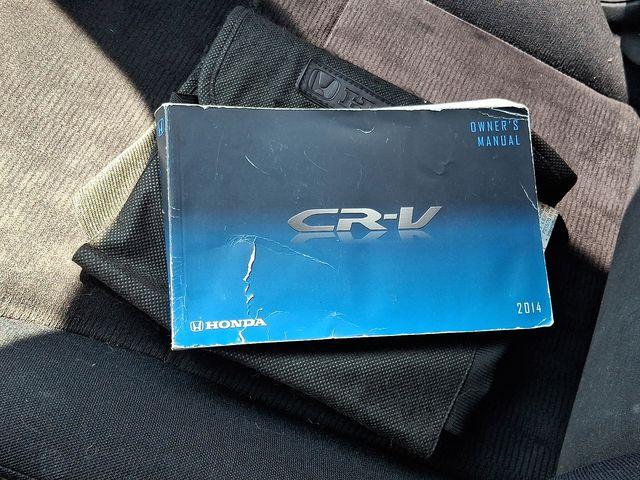 OWNER'S
MANUAL
CR-V
HONDA
2014